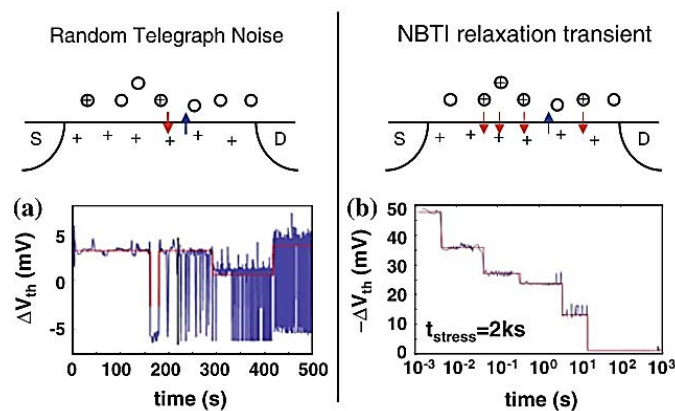 Random Telegraph Noise
S
+ + + + + +
D
(a)
ΔVth (mV)
5
0
-5
0 100 200 300 400 500
time (s)
NBTI relaxation transient
S
+ + + + + +
D
(b)
-ΔVth (mV)
50
40
30
20
10
0
tstress=2ks
10-3 10-2 10-1 100 101 102 103
time (s)